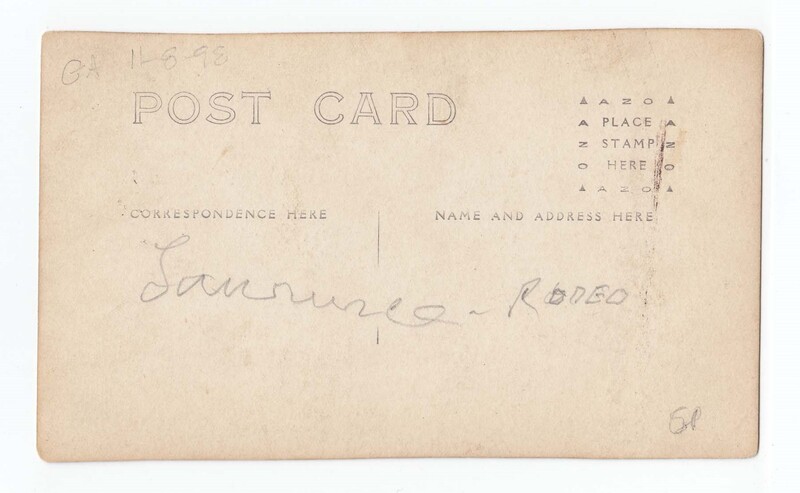 GA 11-8-98
POST CARD
AZO
PLACE
STAMP
HERE
AZO
AZO
AZO
CORRESPONDENCE HERE
NAME AND ADDRESS HERE
Lawrence - RODEO